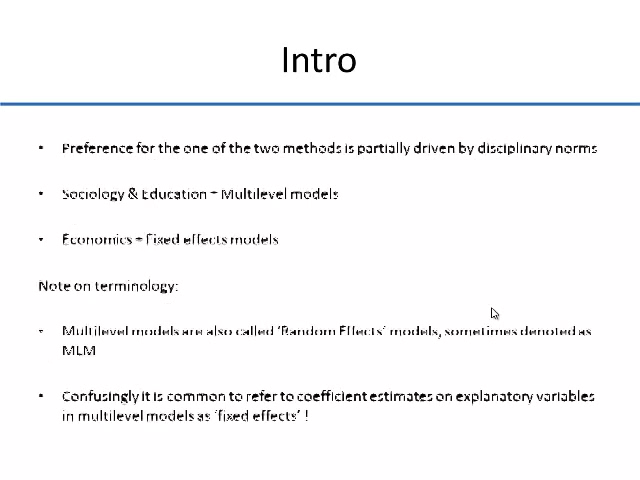 Intro
• Preference for the one of the two methods is partially driven by disciplinary norms
• Sociology & Education = Multilevel models
• Economics = Fixed effects models
Note on terminology:
• Multilevel models are also called ‘Random Effects’ models, sometimes denoted as
MLM
• Confusingly it is common to refer to coefficient estimates on explanatory variables
in multilevel models as ‘fixed effects’ !